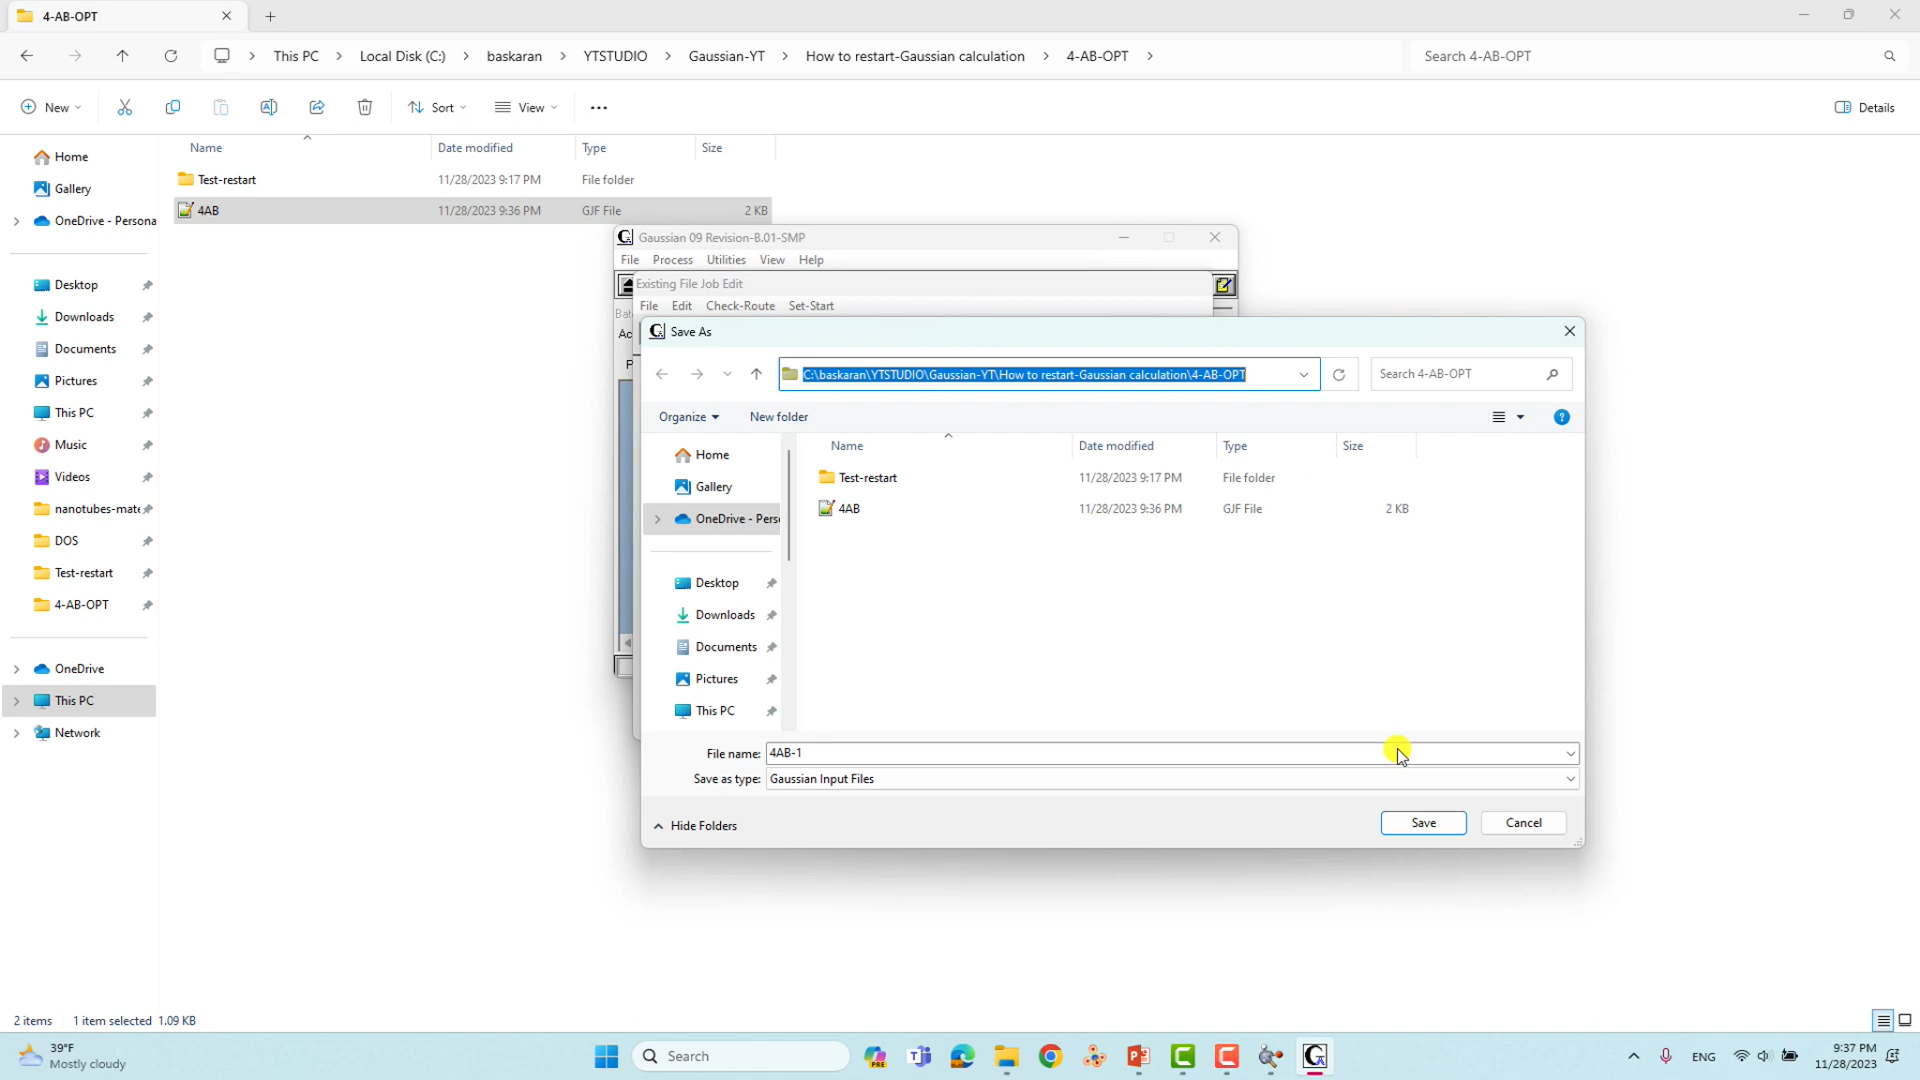 4-AB-OPT
This PC
Local Disk (C:)
baskaran
YTSTUDIO
Gaussian-YT
How to restart-Gaussian calculation
4-AB-OPT
Search 4-AB-OPT
New
Sort
View
Details
Name
Date modified
Type
Size
Test-restart
11/28/2023 9:17 PM
File folder
4AB
11/28/2023 9:36 PM
GJF File
2 KB
Home
Gallery
OneDrive - Persona
Desktop
Downloads
Documents
Pictures
This PC
Music
Videos
nanotubes-mate
DOS
Test-restart
4-AB-OPT
OneDrive
This PC
Network
Gaussian 09 Revision-B.01-SMP
File Process Utilities View Help
Existing File Job Edit
File Edit Check-Route Set-Start
Bat
Ac
P
Save As
C:\baskaran\YTSTUDIO\Gaussian-YT\How to restart-Gaussian calculation\4-AB-OPT
Search 4-AB-OPT
Organize
New folder
Name
Date modified
Type
Size
Test-restart
11/28/2023 9:17 PM
File folder
4AB
11/28/2023 9:36 PM
GJF File
2 KB
Home
Gallery
OneDrive - Perso
Desktop
Downloads
Documents
Pictures
This PC
File name: 4AB-1
Save as type: Gaussian Input Files
Hide Folders
Save
Cancel
2 items
1 item selected 1.09 KB
39°F
Mostly cloudy
Search
PRE
ENG
9:37 PM
11/28/2023